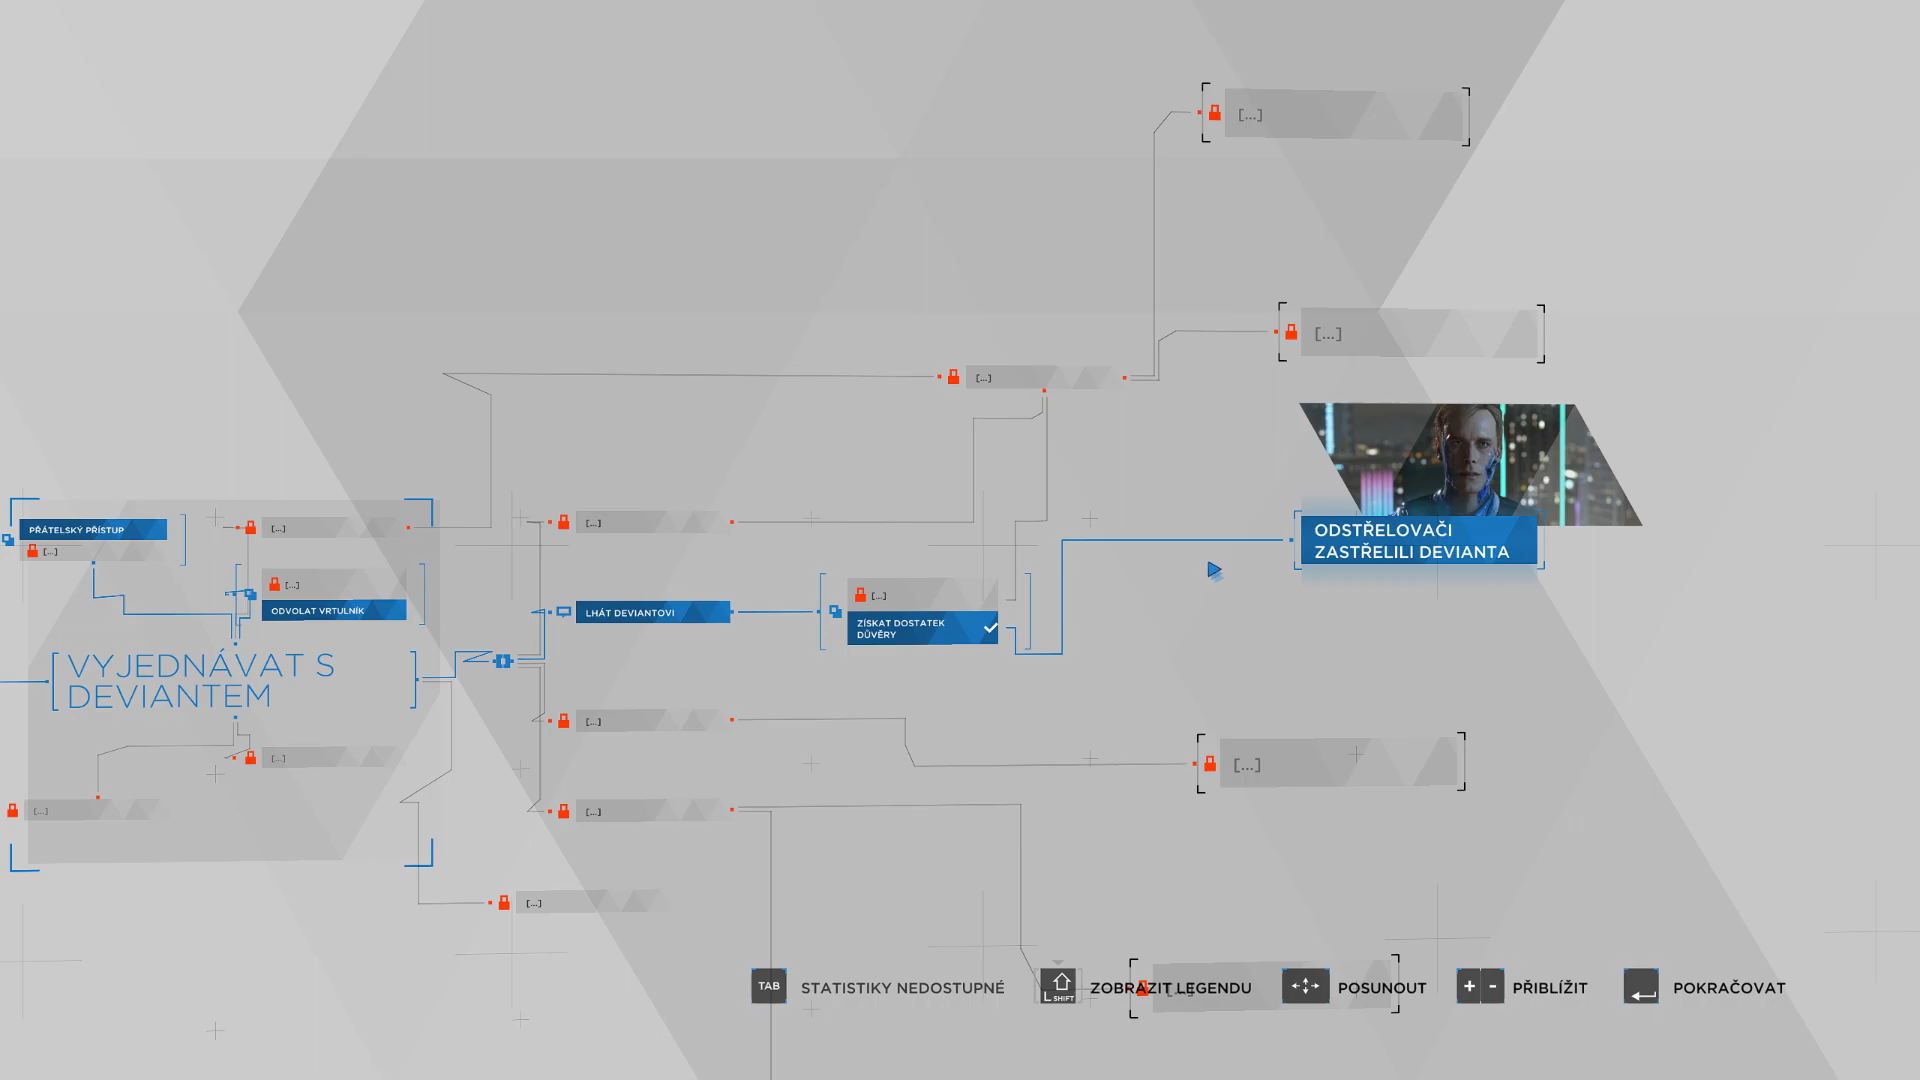 [...]
[...]
[...]
ODSTŘELOVAČI
ZASTŘELILI DEVIANTA
PŘÁTELSKÝ PŘÍSTUP
[...]
[...]
[...]
ODVOLAT VRTULNÍK
[...]
LHÁT DEVIANTOVI
[...]
ZÍSKAT DOSTATEK
DŮVĚRY
VYJEDNÁVAT S
DEVIANTEM
[...]
[...]
[...]
[...]
[...]
[...]
TAB STATISTIKY NEDOSTUPNÉ
L SHIFT ZOBRAZIT LEGENDU
[...]
POSUNOUT
+ - PŘIBLÍŽIT
POKRAČOVAT